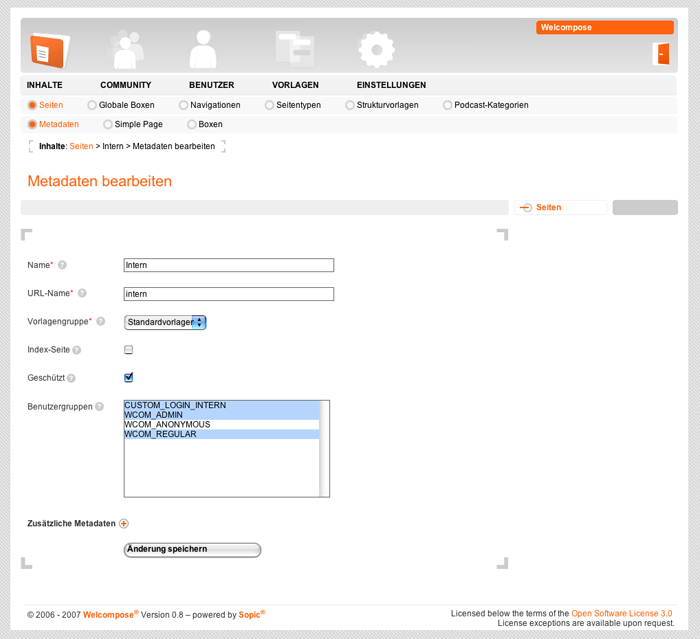 Welcompose
INHALTE COMMUNITY BENUTZER VORLAGEN EINSTELLUNGEN
Seiten Globale Boxen Navigationen Seitentypen Strukturvorlagen Podcast-Kategorien
Metadaten Simple Page Boxen
Inhalte: Seiten > Intern > Metadaten bearbeiten
Metadaten bearbeiten
Seiten
Name* ? Intern
URL-Name* ? intern
Vorlagengruppe* ? Standardvorlagen
Index-Seite ?
Geschützt ?
Benutzergruppen ? CUSTOM_LOGIN_INTERN
WCOM_ADMIN
WCOM_ANONYMOUS
WCOM_REGULAR
Zusätzliche Metadaten
Änderung speichern
© 2006 - 2007 Welcompose® Version 0.8 – powered by Sopic®
Licensed below the terms of the Open Software License 3.0
License exceptions are available upon request.